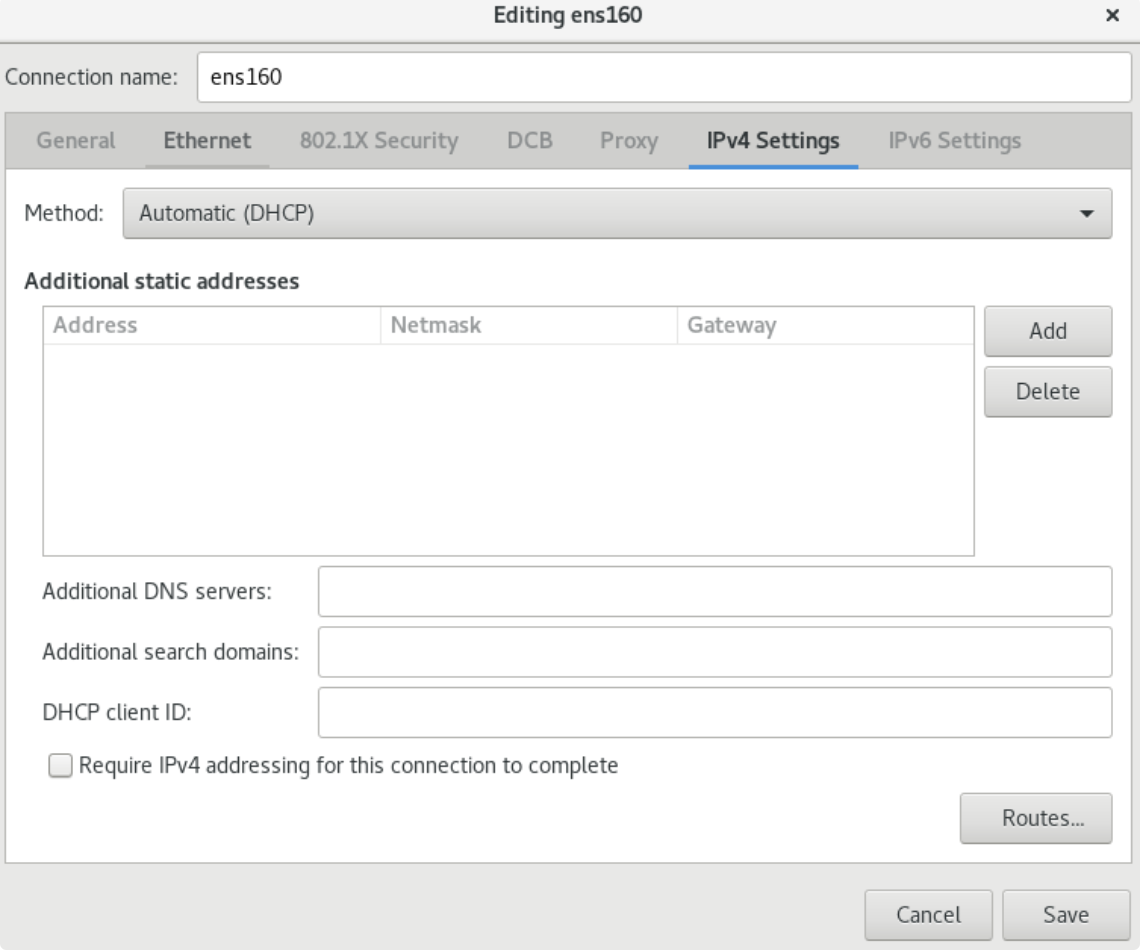 Editing ens160
Connection name: ens160
General Ethernet 802.1X Security DCB Proxy IPv4 Settings IPv6 Settings
Method: Automatic (DHCP)
Additional static addresses
Address Netmask Gateway Add
Delete
Additional DNS servers:
Additional search domains:
DHCP client ID:
Require IPv4 addressing for this connection to complete
Routes...
Cancel Save